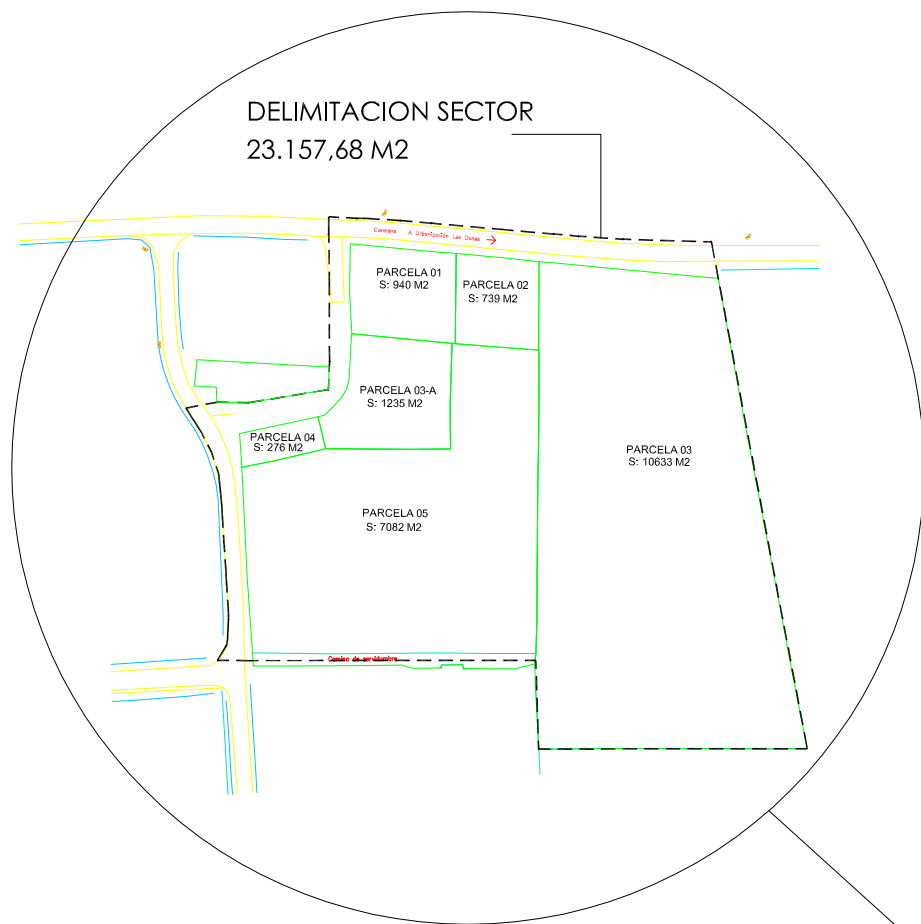 DELIMITACION SECTOR
23.157,68 M2
Carretera A Urbanización Las Dunas
PARCELA 01
S: 940 M2
PARCELA 02
S: 739 M2
PARCELA 03-A
S: 1235 M2
PARCELA 04
S: 276 M2
PARCELA 03
S: 10633 M2
PARCELA 05
S: 7082 M2
Camino de servidumbre